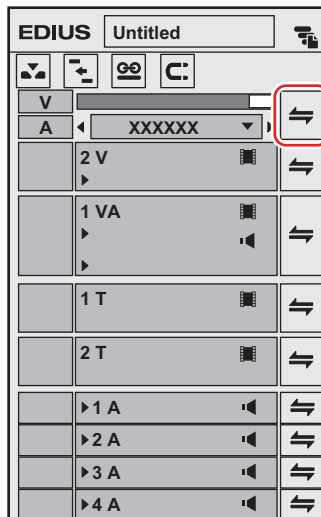 EDIUS Untitled
V
A XXXXXX
2 V
1 VA
1 T
2 T
1 A
2 A
3 A
4 A